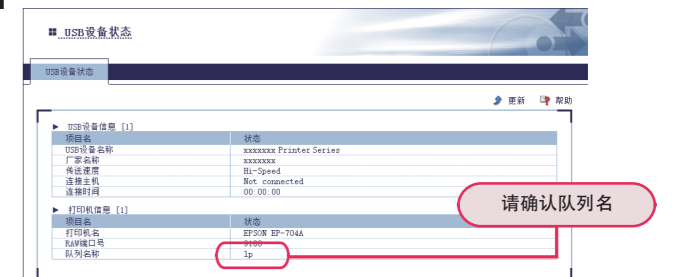 USB设备状态
USB设备状态
更新 帮助
USB设备信息 [1]
项目名 状态
USB设备名称 xxxxxxx Printer Series
厂家名称 xxxxxxx
传送速度 Hi-Speed
连接主机 Not connected
连接时间 00:00:00
请确认队列名
打印机信息 [1]
项目名 状态
打印机名 EPSON EP-704A
RAW端口号 9100
队列名称 lp